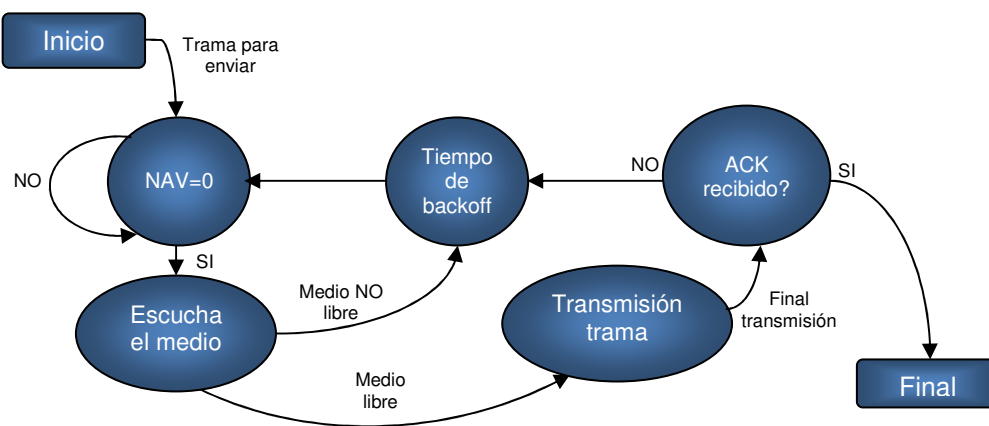 Inicio
Trama para
enviar
NO
NAV=0
Tiempo
de
backoff
NO
ACK
recibido?
SI
SI
Escucha
el medio
Medio NO
libre
Transmisión
trama
Final
transmisión
Medio
libre
Final